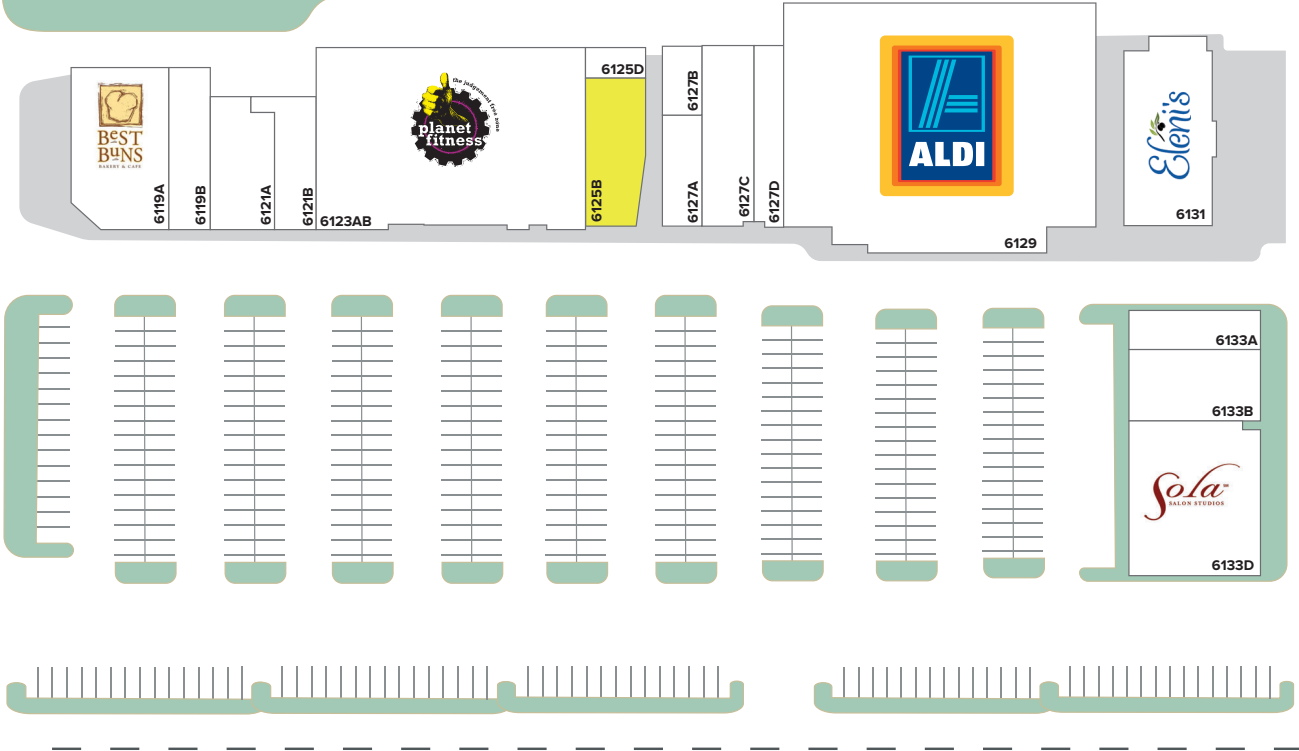 BeST
BuNS
BAKERY & CAFE
6119A
6119B
6121A
6121B
6123AB
the judgement free zone
planet
fitness
6125D
6125B
6127B
6127A
6127C
6127D
ALDI
6129
Eleni's
6131
6133A
6133B
Sola
SALON STUDIOS
6133D